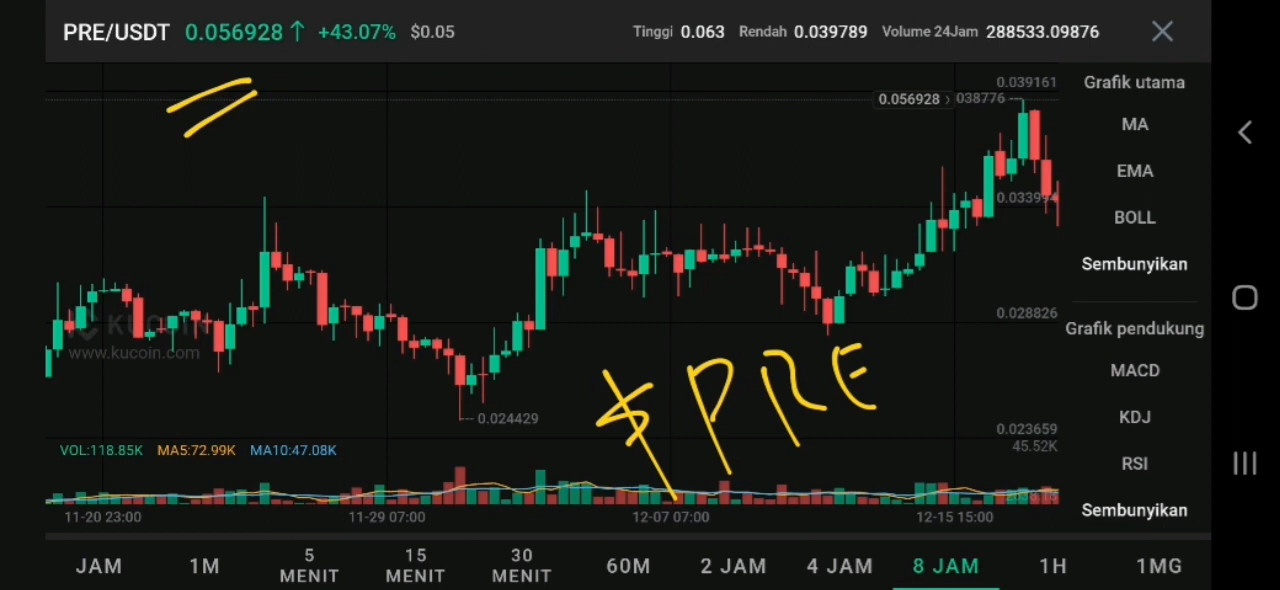 PRE/USDT 0.056928↑ +43.07% $0.05 Tinggi 0.063 Rendah 0.039789 Volume 24Jam 288533.09876
0.039161
0.056928 › 038776
0.033994
0.028826
0.024429
0.023659
45.52K
KUCOIN
www.kucoin.com
$PRE
VOL:118.85K MA5:72.99K MA10:47.08K
11-20 23:00 11-29 07:00 12-07 07:00 12-15 15:00
Grafik utama
MA
EMA
BOLL
Sembunyikan
Grafik pendukung
MACD
KDJ
RSI
Sembunyikan
JAM 1M 5 MENIT 15 MENIT 30 MENIT 60M 2 JAM 4 JAM 8 JAM 1H 1MG